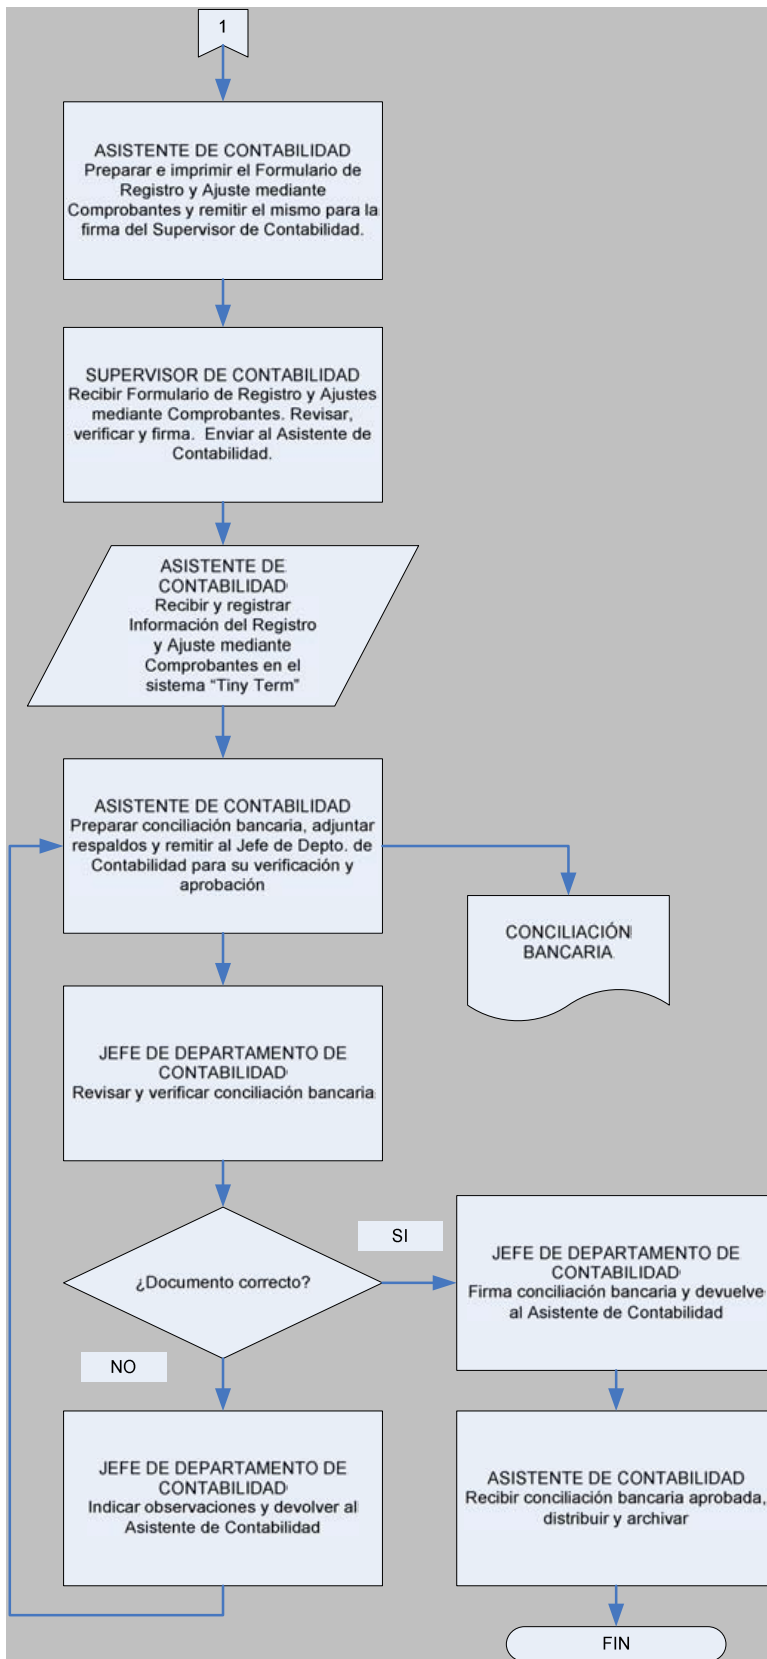 1
ASISTENTE DE CONTABILIDAD
Preparar e imprimir el Formulario de
Registro y Ajuste mediante
Comprobantes y remitir el mismo para la
firma del Supervisor de Contabilidad.
SUPERVISOR DE CONTABILIDAD
Recibir Formulario de Registro y Ajustes
mediante Comprobantes. Revisar,
verificar y firma. Enviar al Asistente de
Contabilidad.
ASISTENTE DE
CONTABILIDAD
Recibir y registrar
Información del Registro
y Ajuste mediante
Comprobantes en el
sistema “Tiny Term”
ASISTENTE DE CONTABILIDAD
Preparar conciliación bancaria, adjuntar
respaldos y remitir al Jefe de Depto. de
Contabilidad para su verificación y
aprobación
CONCILIACIÓN
BANCARIA
JEFE DE DEPARTAMENTO DE
CONTABILIDAD
Revisar y verificar conciliación bancaria
¿Documento correcto?
SI
JEFE DE DEPARTAMENTO DE
CONTABILIDAD
Firma conciliación bancaria y devuelve
al Asistente de Contabilidad
NO
JEFE DE DEPARTAMENTO DE
CONTABILIDAD
Indicar observaciones y devolver al
Asistente de Contabilidad
ASISTENTE DE CONTABILIDAD
Recibir conciliación bancaria aprobada,
distribuir y archivar
FIN